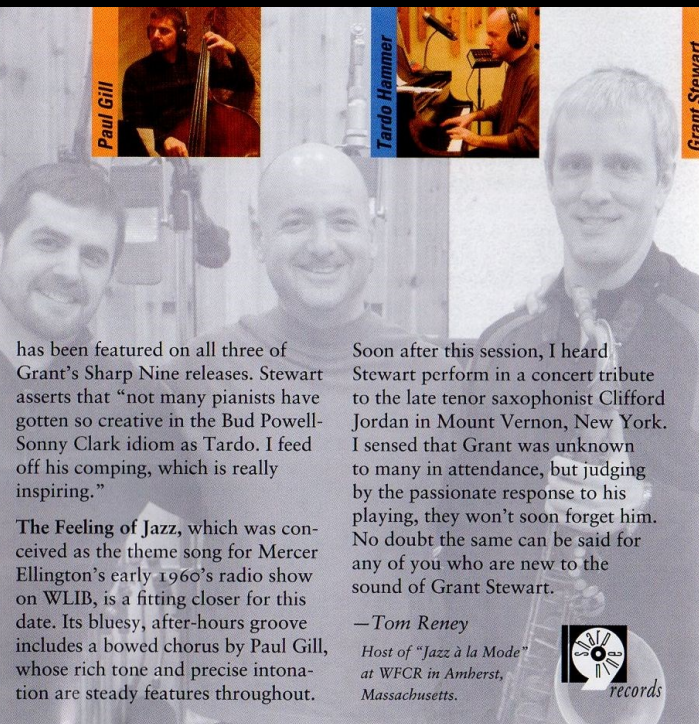 Paul Gill
Tardo Hammer
Grant Stewart
has been featured on all three of
Grant's Sharp Nine releases. Stewart
asserts that “not many pianists have
gotten so creative in the Bud Powell-
Sonny Clark idiom as Tardo. I feed
off his comping, which is really
inspiring.”
The Feeling of Jazz, which was con-
ceived as the theme song for Mercer
Ellington's early 1960's radio show
on WLIB, is a fitting closer for this
date. Its bluesy, after-hours groove
includes a bowed chorus by Paul Gill,
whose rich tone and precise intona-
tion are steady features throughout.
Soon after this session, I heard
Stewart perform in a concert tribute
to the late tenor saxophonist Clifford
Jordan in Mount Vernon, New York.
I sensed that Grant was unknown
to many in attendance, but judging
by the passionate response to his
playing, they won't soon forget him.
No doubt the same can be said for
any of you who are new to the
sound of Grant Stewart.
—Tom Reney
Host of “Jazz à la Mode”
at WFCR in Amherst,
Massachusetts.
sharp nine
records